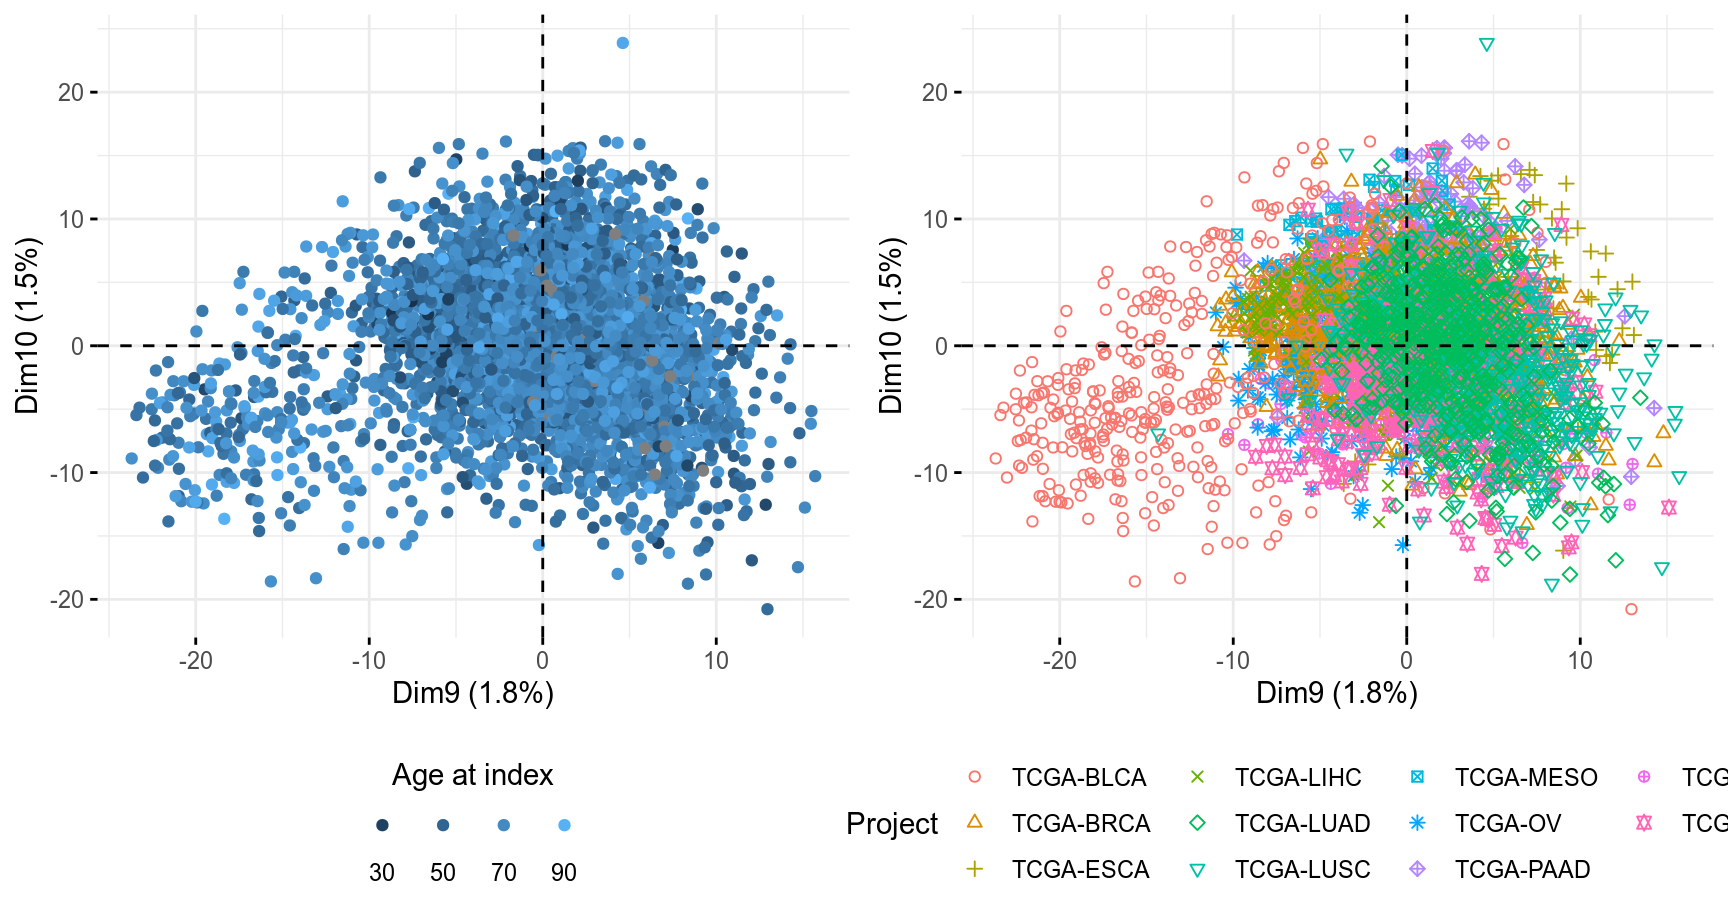 20
10
0
-10
-20
Dim10 (1.5%)
-20 -10 0 10
Dim9 (1.8%)
Age at index
30 50 70 90
20
10
0
-10
-20
Dim10 (1.5%)
-20 -10 0 10
Dim9 (1.8%)
Project
TCGA-BLCA TCGA-LIHC TCGA-MESO TCG
TCGA-BRCA TCGA-LUAD TCGA-OV TCG
TCGA-ESCA TCGA-LUSC TCGA-PAAD